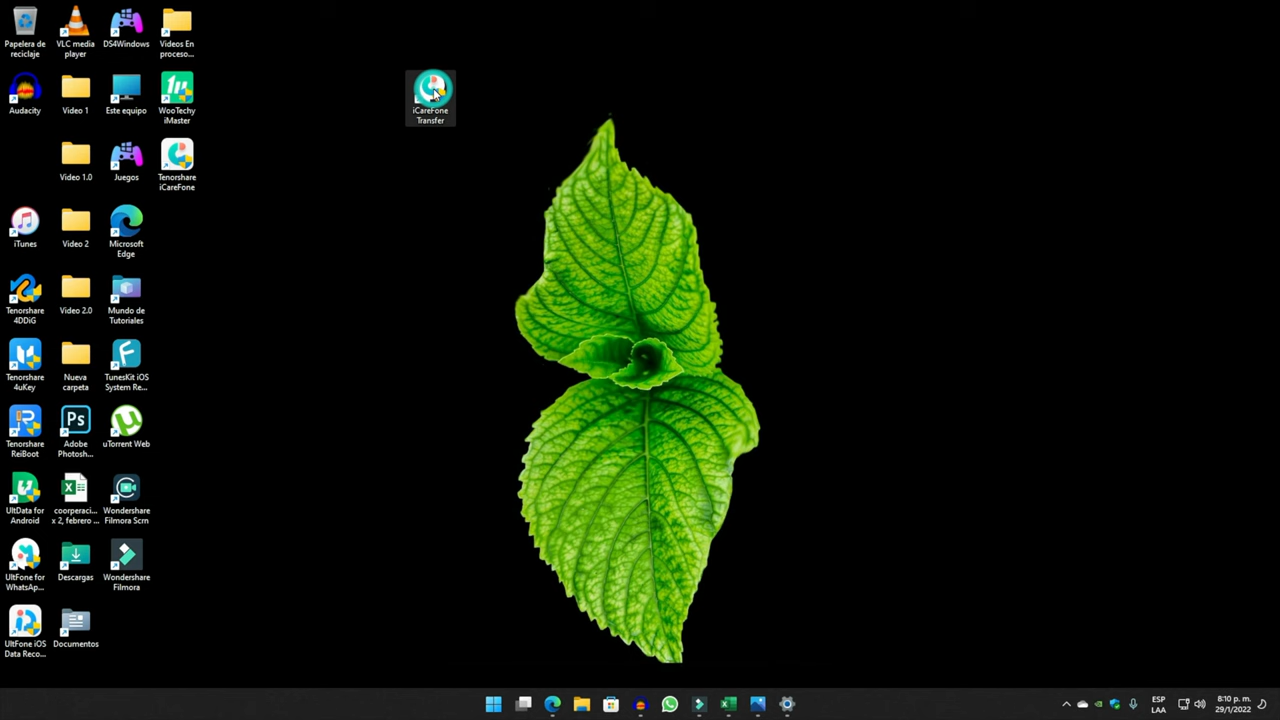 Papelera de
reciclaje
VLC media
player
DS4Windows
Videos En
proceso...
Audacity
Video 1
Este equipo
WooTechy
iMaster
iCareFone
Transfer
Video 1.0
Juegos
Tenorshare
iCareFone
iTunes
Video 2
Microsoft
Edge
Tenorshare
4DDiG
Video 2.0
Mundo de
Tutoriales
Tenorshare
4uKey
Nueva
carpeta
TunesKit iOS
System Re...
Tenorshare
ReiBoot
Ps
Adobe
Photosh...
uTorrent Web
UltData for
Android
coorperaci...
x 2, febrero ...
Wondershare
Filmora Scrn
UltFone for
WhatsAp...
Descargas
Wondershare
Filmora
UltFone iOS
Data Reco...
Documentos
ESP
LAA
8:10 p. m.
29/1/2022